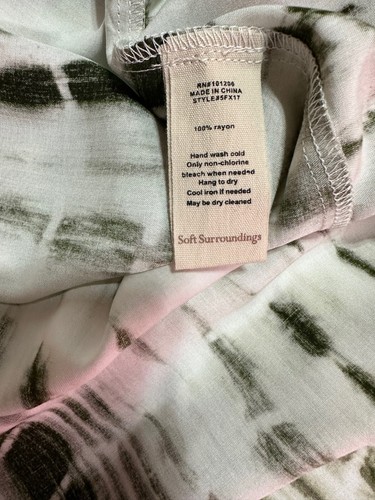 RN#101296
MADE IN CHINA
STYLE#5FX17
100% rayon
Hand wash cold
Only non-chlorine
bleach when needed
Hang to dry
Cool iron if needed
May be dry cleaned
Soft Surroundings